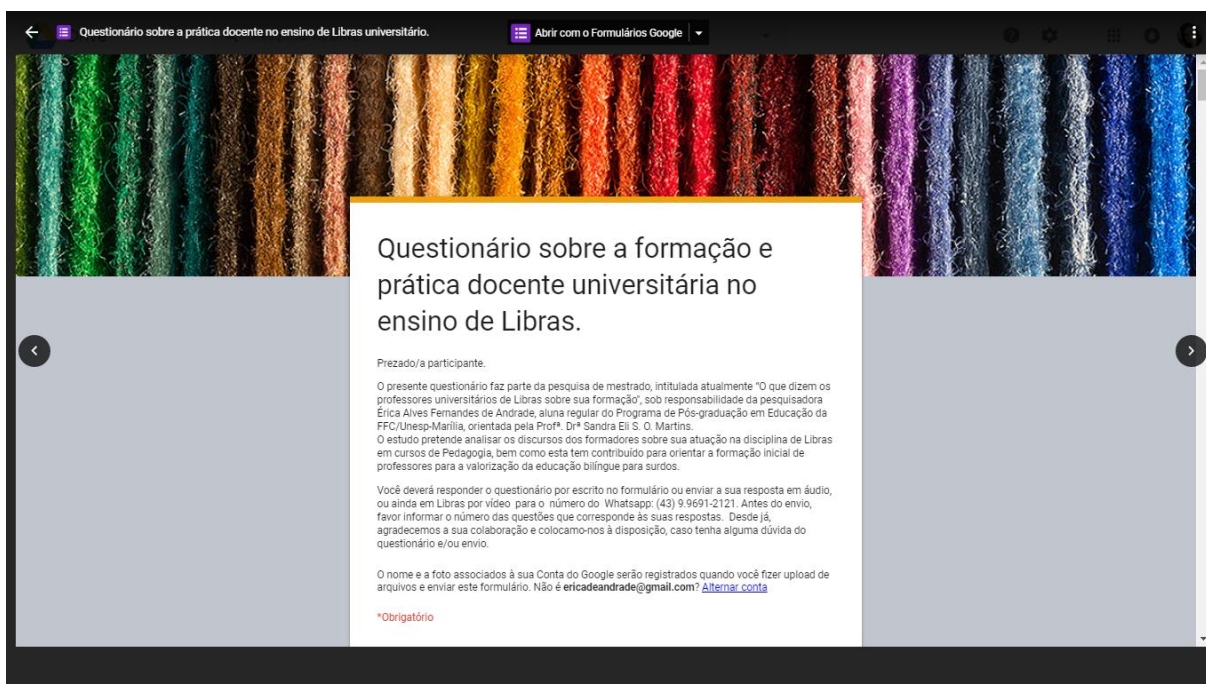 Questionário sobre a prática docente no ensino de Libras universitário.
Abrir com o Formulários Google
Questionário sobre a formação e
prática docente universitária no
ensino de Libras.
Prezado/a participante.
O presente questionário faz parte da pesquisa de mestrado, intitulada atualmente "O que dizem os
professores universitários de Libras sobre sua formação", sob responsabilidade da pesquisadora
Érica Alves Fernandes de Andrade, aluna regular do Programa de Pós-graduação em Educação da
FFC/Unesp-Marília, orientada pela Profª. Drª Sandra Eli S. O. Martins.
O estudo pretende analisar os discursos dos formadores sobre sua atuação na disciplina de Libras
em cursos de Pedagogia, bem como esta tem contribuído para orientar a formação inicial de
professores para a valorização da educação bilíngue para surdos.
Você deverá responder o questionário por escrito no formulário ou enviar a sua resposta em áudio,
ou ainda em Libras por vídeo para o número do Whatsapp: (43) 9.9691-2121. Antes do envio,
favor informar o número das questões que corresponde às suas respostas. Desde já,
agradecemos a sua colaboração e colocamo-nos à disposição, caso tenha alguma dúvida do
questionário e/ou envio.
O nome e a foto associados à sua Conta do Google serão registrados quando você fizer upload de
arquivos e enviar este formulário. Não é ericadeandrade@gmail.com? Alternar conta
*Obrigatório